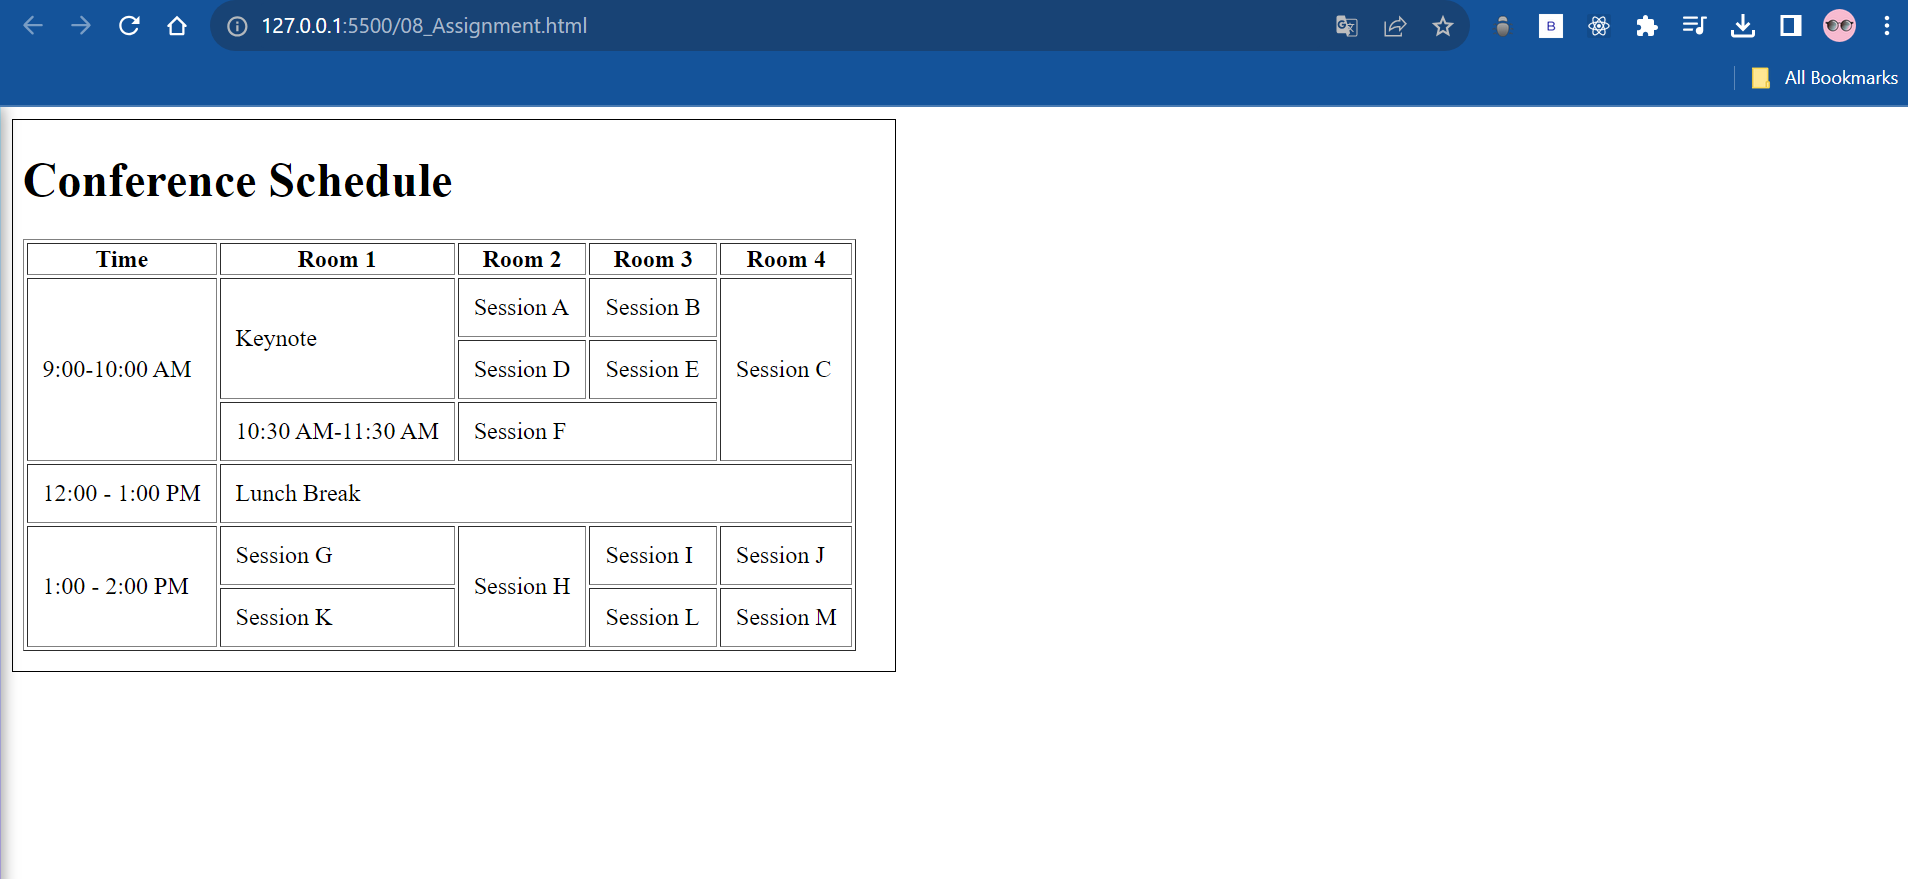 127.0.0.1:5500/08_Assignment.html
B
All Bookmarks
Conference Schedule
Time Room 1 Room 2 Room 3 Room 4
9:00-10:00 AM Keynote Session A Session B Session C
Session D Session E
10:30 AM-11:30 AM Session F
12:00 - 1:00 PM Lunch Break
1:00 - 2:00 PM Session G Session H Session I Session J
Session K Session L Session M